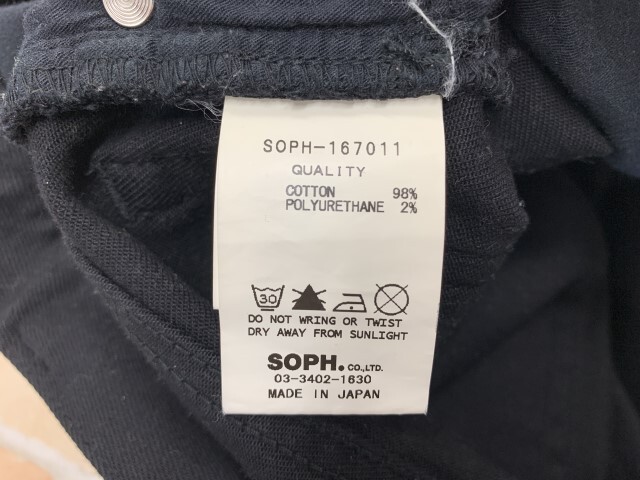 SOPH-167011
QUALITY
COTTON 98%
POLYURETHANE 2%
30
DO NOT WRING OR TWIST
DRY AWAY FROM SUNLIGHT
SOPH. CO.,LTD.
03-3402-1630
MADE IN JAPAN